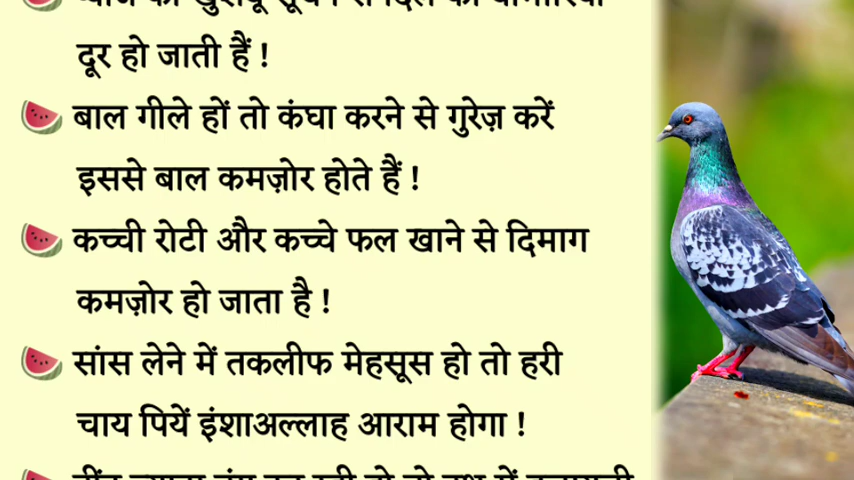 दूर हो जाती हैं !
बाल गीले हों तो कंघा करने से गुरेज़ करें
इससे बाल कमज़ोर होते हैं !
कच्ची रोटी और कच्चे फल खाने से दिमाग
कमज़ोर हो जाता है !
सांस लेने में तकलीफ मेहसूस हो तो हरी
चाय पियें इंशाअल्लाह आराम होगा !